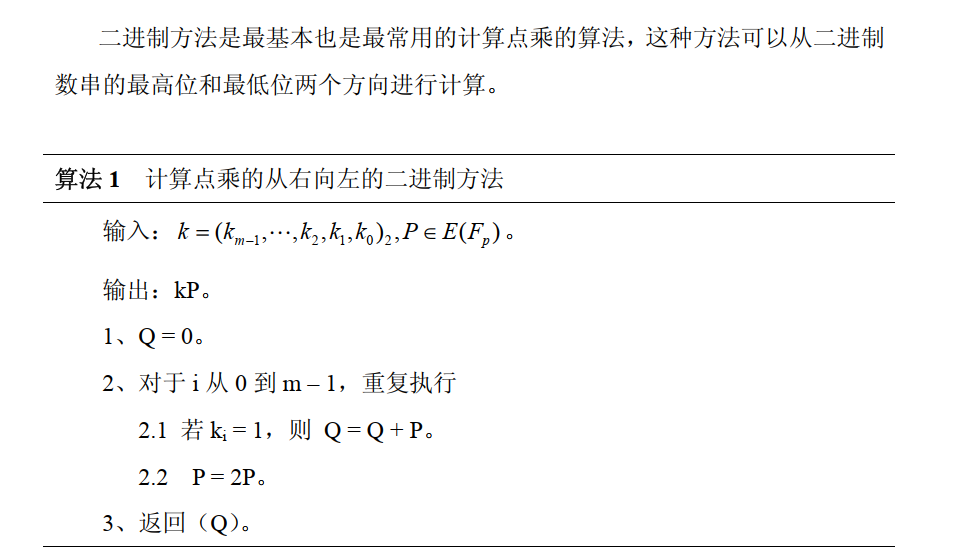 二进制方法是最基本也是最常用的计算点乘的算法，这种方法可以从二进制
数串的最高位和最低位两个方向进行计算。
算法 1 计算点乘的从右向左的二进制方法
输入：k = (k_{m−1},⋯,k_2,k_1,k_0)_2, P ∈ E(F_p)。
输出：kP。
1、Q = 0。
2、对于 i 从 0 到 m – 1，重复执行
2.1 若 k_i = 1，则 Q = Q + P。
2.2 P = 2P。
3、返回（Q）。